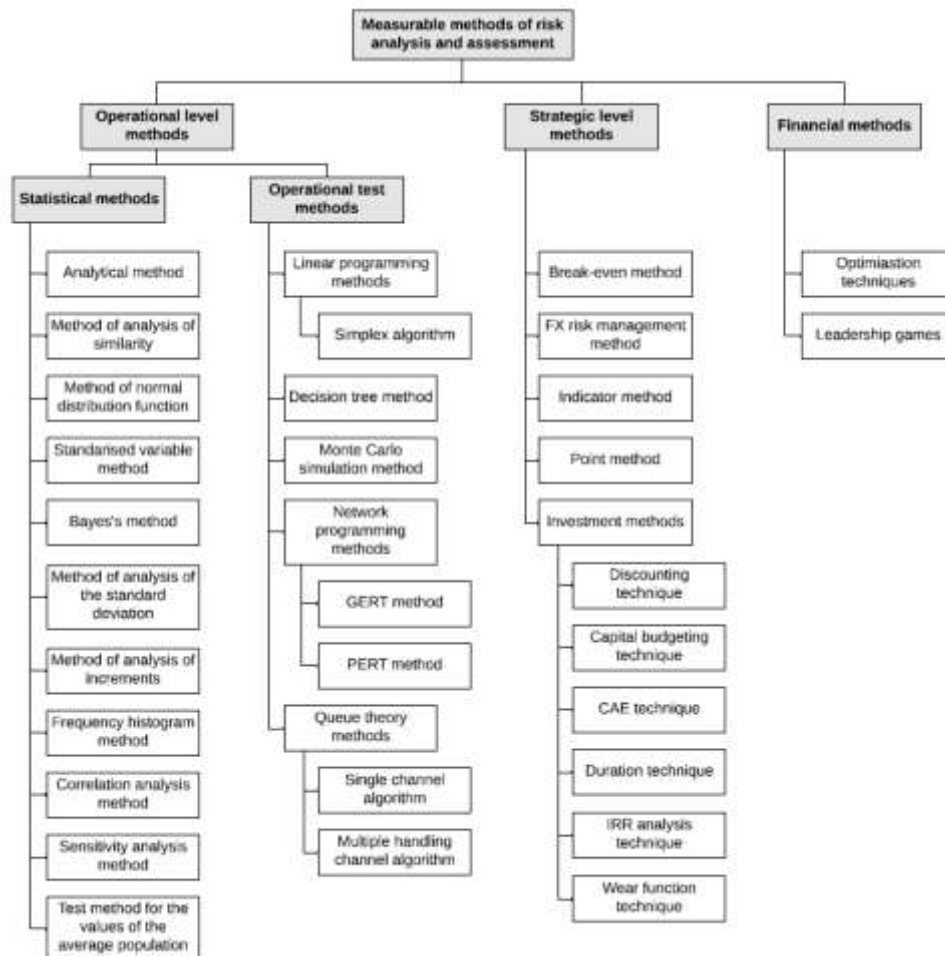 Measurable methods of risk
analysis and assessment
Operational level
methods
Strategic level
methods
Financial methods
Statistical methods
Operational test
methods
Analytical method
Method of analysis of
similarity
Method of normal
distribution function
Standarised variable
method
Bayes's method
Method of analysis of
the standard
deviation
Method of analysis of
increments
Frequency histogram
method
Correlation analysis
method
Sensitivity analysis
method
Test method for the
values of the
average population
Linear programming
methods
Simplex algorithm
Decision tree method
Monte Carlo
simulation method
Network
programming
methods
GERT method
PERT method
Queue theory
methods
Single channel
algorithm
Multiple handling
channel algorithm
Break-even method
FX risk management
method
Indicator method
Point method
Investment methods
Discounting
technique
Capital budgeting
technique
CAE technique
Duration technique
IRR analysis
technique
Wear function
technique
Optimiastion
techniques
Leadership games